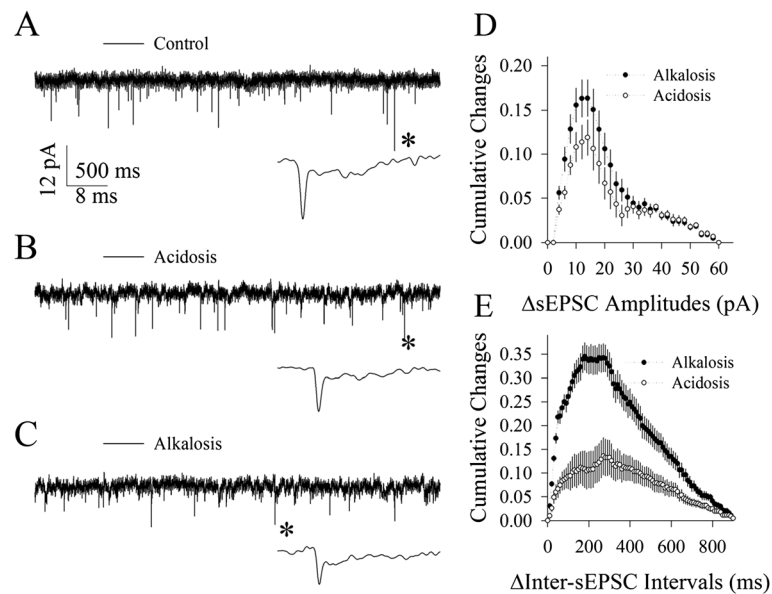 A
Control
*
12 pA
500 ms
8 ms
B
Acidosis
*
C
Alkalosis
*
D
Cumulative Changes
0.20
0.15
0.10
0.05
0.00
Alkalosis
Acidosis
0 10 20 30 40 50 60
ΔsEPSC Amplitudes (pA)
E
Cumulative Changes
0.35
0.30
0.25
0.20
0.15
0.10
0.05
0.00
Alkalosis
Acidosis
0 200 400 600 800
ΔInter-sEPSC Intervals (ms)